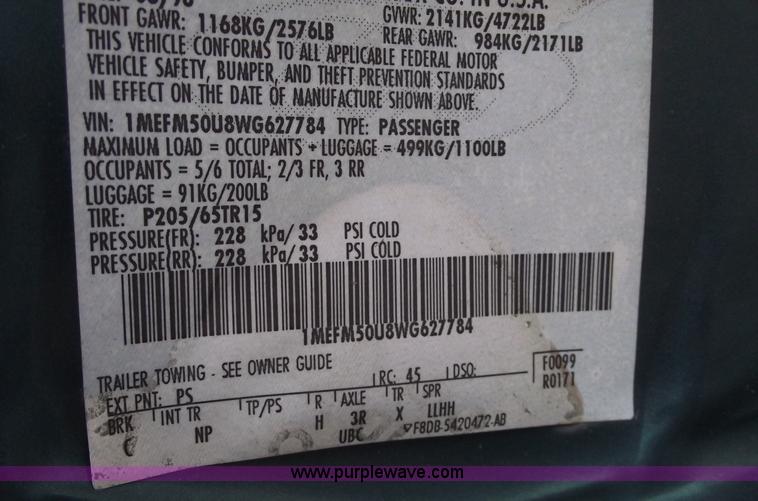 FRONT GAWR: 1168KG/2576LB
GVWR: 2141KG/4722LB
REAR GAWR: 984KG/2171LB
THIS VEHICLE CONFORMS TO ALL APPLICABLE FEDERAL MOTOR
VEHICLE SAFETY, BUMPER, AND THEFT PREVENTION STANDARDS
IN EFFECT ON THE DATE OF MANUFACTURE SHOWN ABOVE.
VIN: 1MEFM50U8WG627784 TYPE: PASSENGER
MAXIMUM LOAD = OCCUPANTS + LUGGAGE = 499KG/1100LB
OCCUPANTS = 5/6 TOTAL; 2/3 FR, 3 RR
LUGGAGE = 91KG/200LB
TIRE: P205/65TR15
PRESSURE(FR): 228 kPa/ 33 PSI COLD
PRESSURE(RR): 228 kPa/ 33 PSI COLD
1MEFM50U8WG627784
TRAILER TOWING - SEE OWNER GUIDE
EXT PNT: PS RC: 45 DSO: F0099
R0171
BRK INT TR TP/PS R AXLE TR SPR
C NP H 3R X LLHH
UBC F8DB-5420472-AB
www.purplewave.com